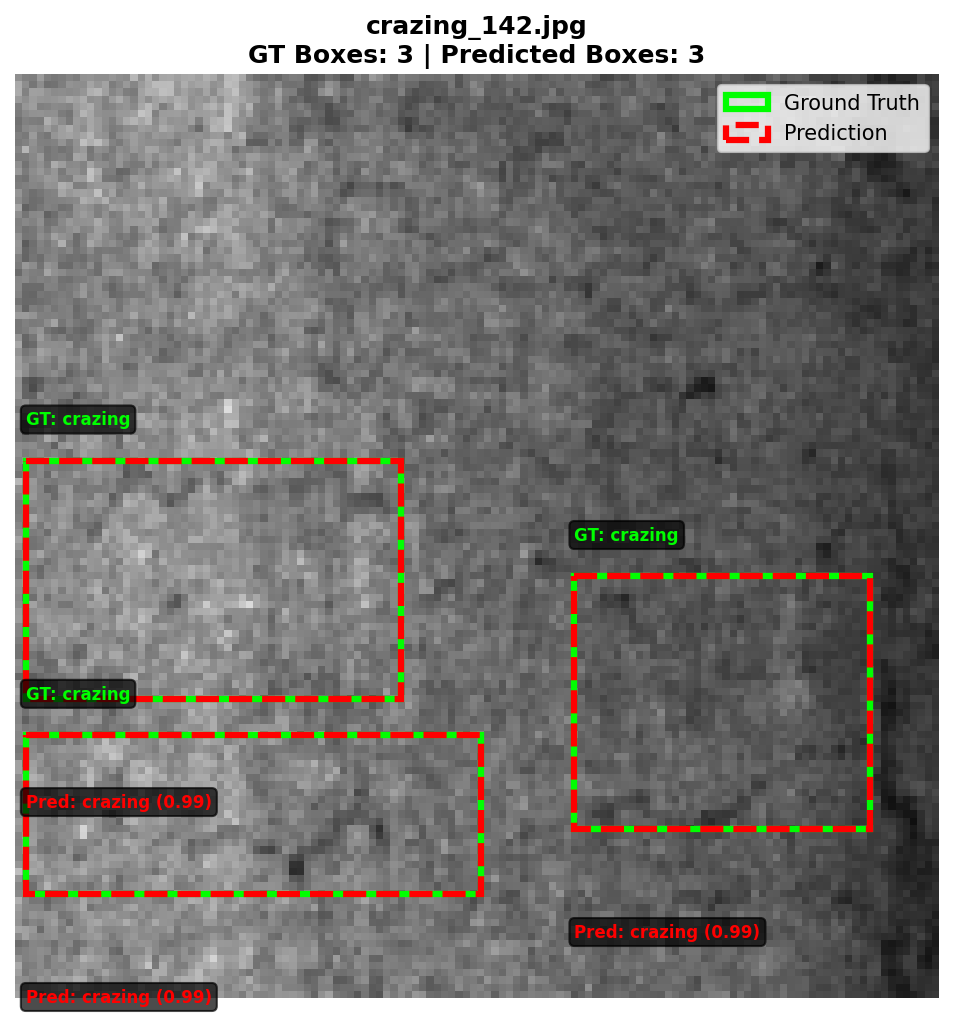 crazing_142.jpg
GT Boxes: 3 | Predicted Boxes: 3
Ground Truth
Prediction
GT: crazing
GT: crazing
GT: crazing
Pred: crazing (0.99)
Pred: crazing (0.99)
Pred: crazing (0.99)